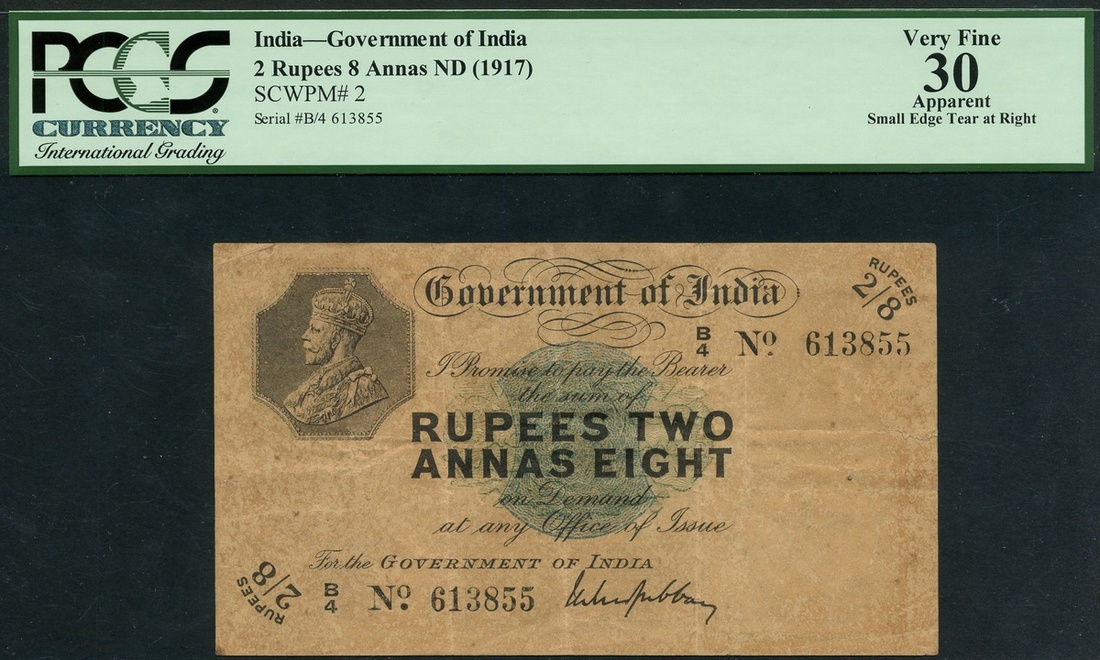 PCGS
CURRENCY
International Grading
India—Government of India
2 Rupees 8 Annas ND (1917)
SCWPM# 2
Serial #B/4 613855
Very Fine
30
Apparent
Small Edge Tear at Right
Government of India
RUPEES
2/8
B/4 No. 613855
I Promise to pay the Bearer
the sum of
RUPEES TWO
ANNAS EIGHT
on Demand
at any Office of Issue
For the GOVERNMENT OF INDIA
RUPEES
2/8
B/4 No. 613855